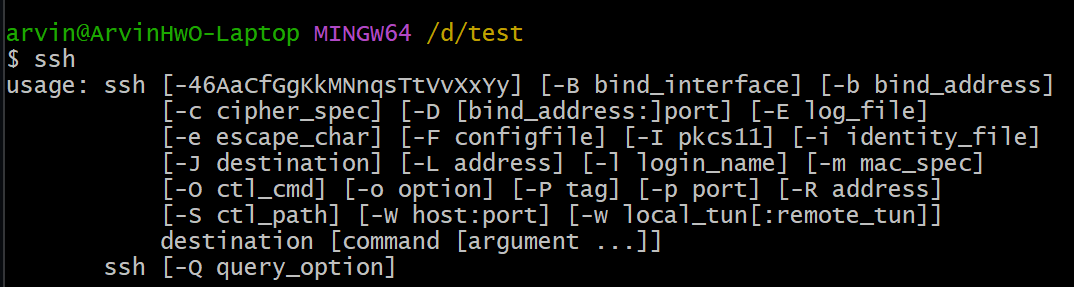 arvin@ArvinHwO-Laptop MINGW64 /d/test
$ ssh
usage: ssh [-46AaCfGgKkMNnqsTtVvXxYy] [-B bind_interface] [-b bind_address]
           [-c cipher_spec] [-D [bind_address:]port] [-E log_file]
           [-e escape_char] [-F configfile] [-I pkcs11] [-i identity_file]
           [-J destination] [-L address] [-l login_name] [-m mac_spec]
           [-O ctl_cmd] [-o option] [-P tag] [-p port] [-R address]
           [-S ctl_path] [-W host:port] [-w local_tun[:remote_tun]]
           destination [command [argument ...]]
       ssh [-Q query_option]